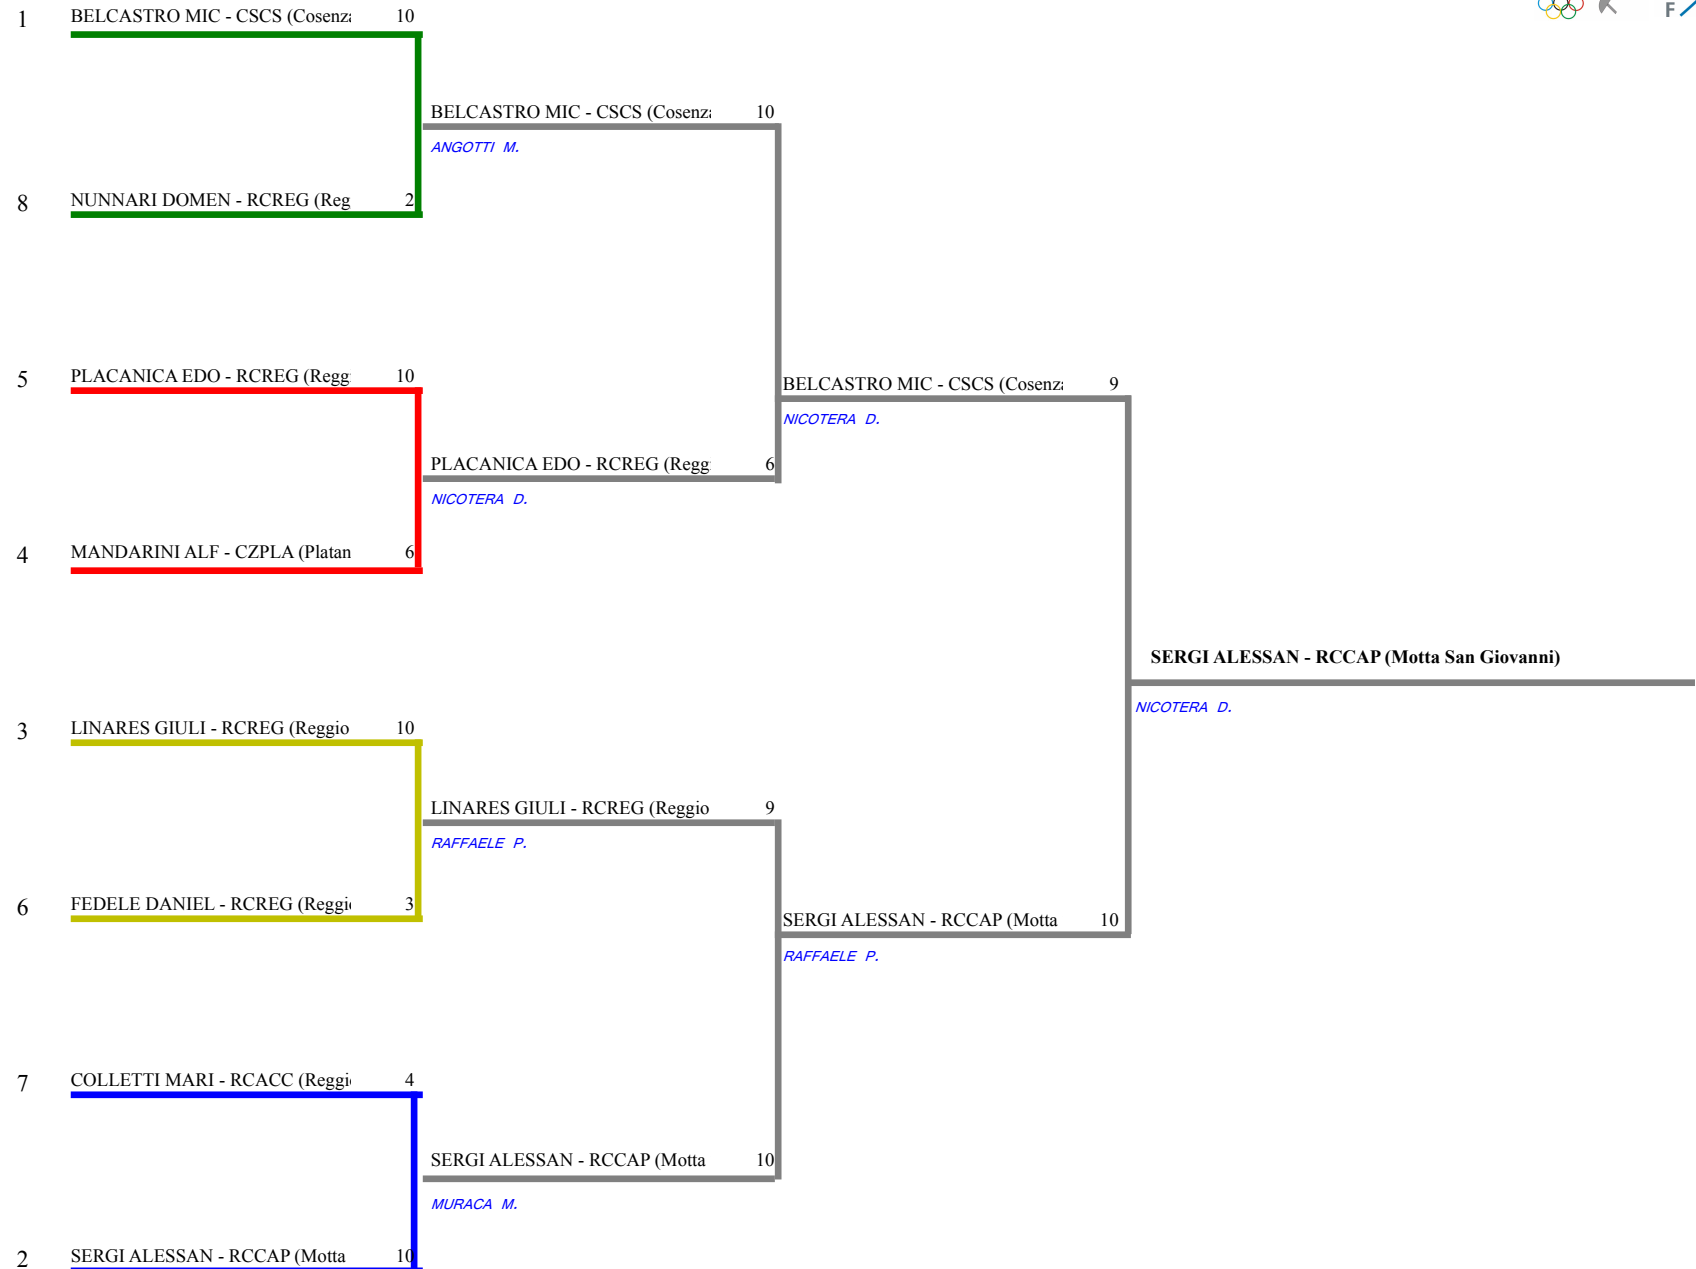 1 BELCASTRO MIC - CSCS (Cosenz 10
F
BELCASTRO MIC - CSCS (Cosenz 10
ANGOTTI M.
8 NUNNARI DOMEN - RCREG (Reg 2
5 PLACANICA EDO - RCREG (Regg 10
BELCASTRO MIC - CSCS (Cosenz 9
NICOTERA D.
PLACANICA EDO - RCREG (Regg 6
NICOTERA D.
4 MANDARINI ALF - CZPLA (Platan 6
SERGI ALESSAN - RCCAP (Motta San Giovanni)
NICOTERA D.
3 LINARES GIULI - RCREG (Reggio 10
LINARES GIULI - RCREG (Reggio 9
RAFFAELE P.
6 FEDELE DANIEL - RCREG (Reggi 3
SERGI ALESSAN - RCCAP (Motta 10
RAFFAELE P.
7 COLLETTI MARI - RCACC (Reggi 4
SERGI ALESSAN - RCCAP (Motta 10
MURACA M.
2 SERGI ALESSAN - RCCAP (Motta 10